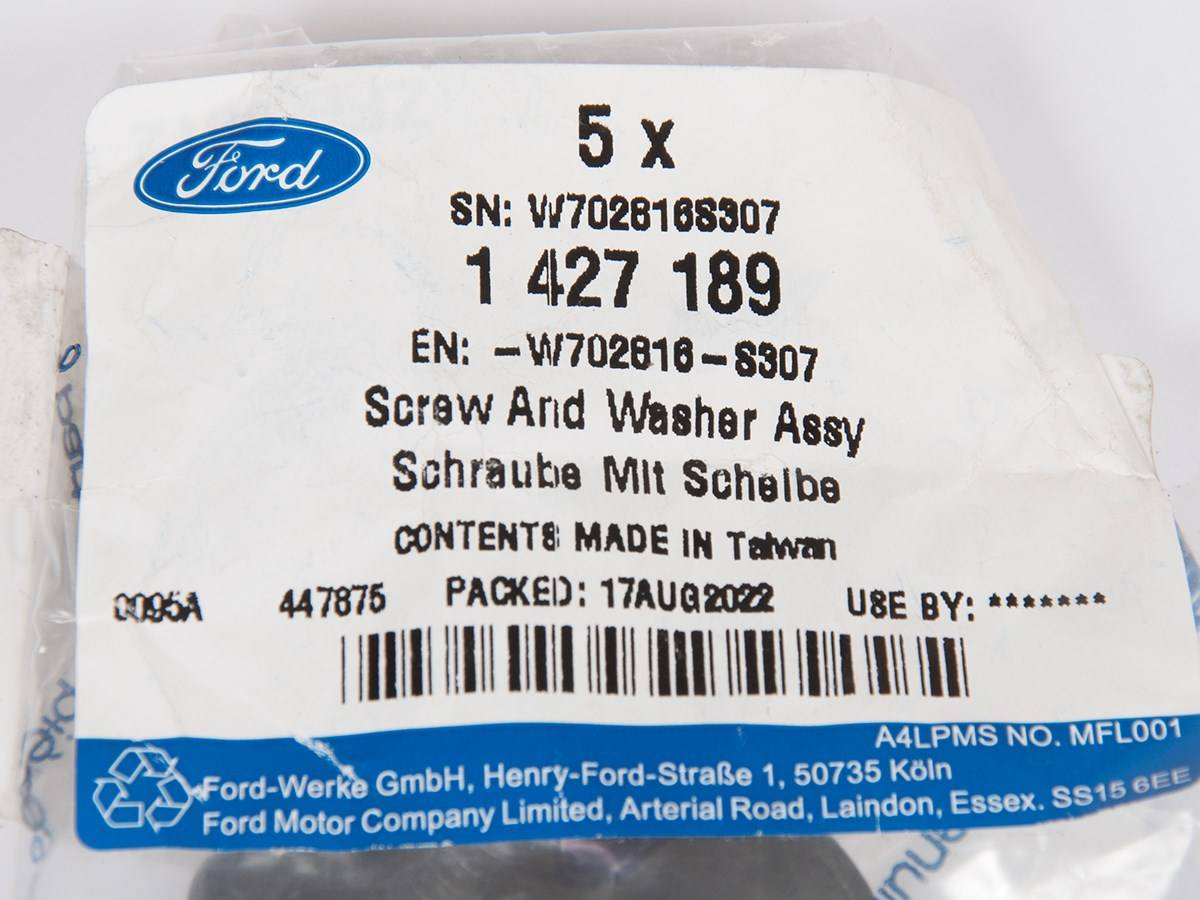 Ford
5 x
SN: W702816S307
1 427 189
EN: -W702816-S307
Screw And Washer Assy
Schraube Mit Scheibe
CONTENTS MADE IN Taiwan
0095A 447875 PACKED: 17AUG2022 USE BY: *******
A4LPMS NO. MFL001
Ford-Werke GmbH, Henry-Ford-Straße 1, 50735 Köln
Ford Motor Company Limited, Arterial Road, Laindon, Essex. SS15 6EE